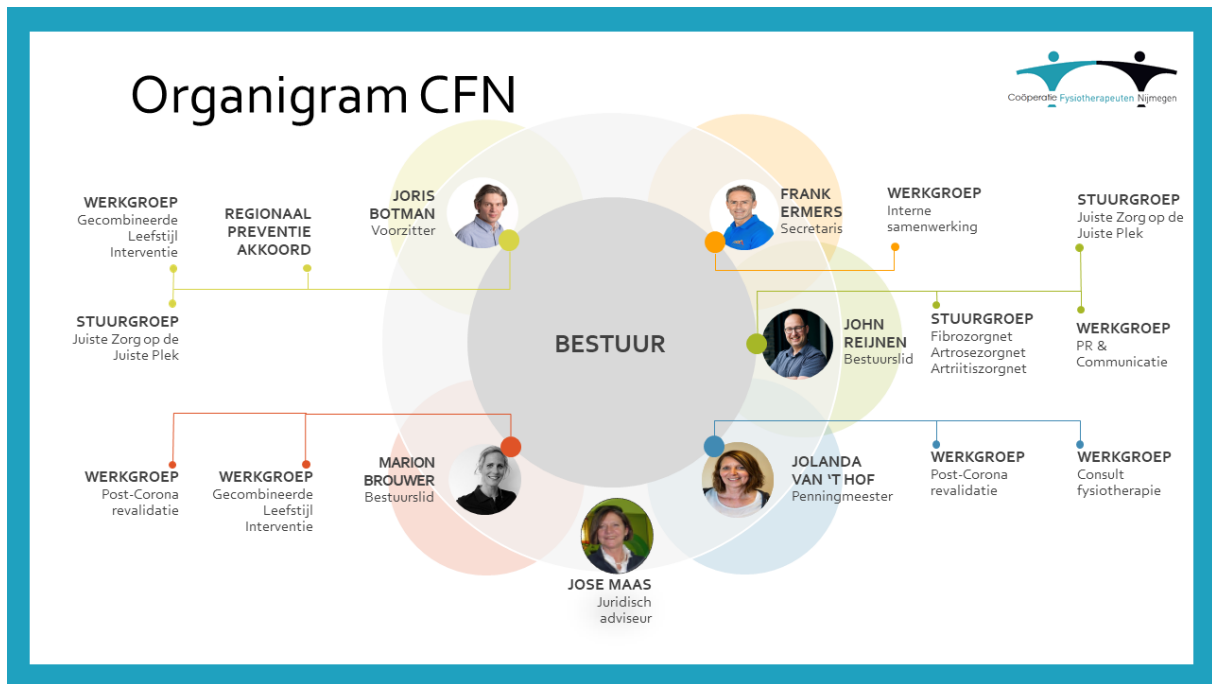 Organigram CFN
Coöperatie Fysiotherapeuten Nijmegen
WERKGROEP
Gecombineerde
Leefstijl
Interventie
REGIONAAL
PREVENTIE
AKKOORD
STUURGROEP
Juiste Zorg op de
Juiste Plek
JORIS
BOTMAN
Voorzitter
FRANK
ERMERS
Secretaris
WERKGROEP
Interne
samenwerking
STUURGROEP
Juiste Zorg op de
Juiste Plek
BESTUUR
JOHN
REIJNEN
Bestuurslid
STUURGROEP
Fibrozorgnet
Artrosezorgnet
Artriitiszorgnet
WERKGROEP
PR &
Communicatie
WERKGROEP
Post-Corona
revalidatie
WERKGROEP
Gecombineerde
Leefstijl
Interventie
MARION
BROUWER
Bestuurslid
JOLANDA
VAN ‘T HOF
Penningmeester
WERKGROEP
Post-Corona
revalidatie
WERKGROEP
Consult
fysiotherapie
JOSE MAAS
Juridisch
adviseur